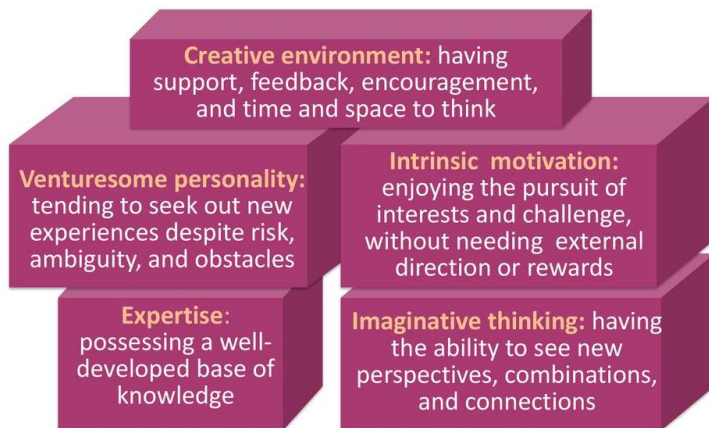 Creative environment: having
support, feedback, encouragement,
and time and space to think
Venturesome personality:
tending to seek out new
experiences despite risk,
ambiguity, and obstacles
Intrinsic motivation:
enjoying the pursuit of
interests and challenge,
without needing external
direction or rewards
Expertise:
possessing a well-
developed base of
knowledge
Imaginative thinking: having
the ability to see new
perspectives, combinations,
and connections